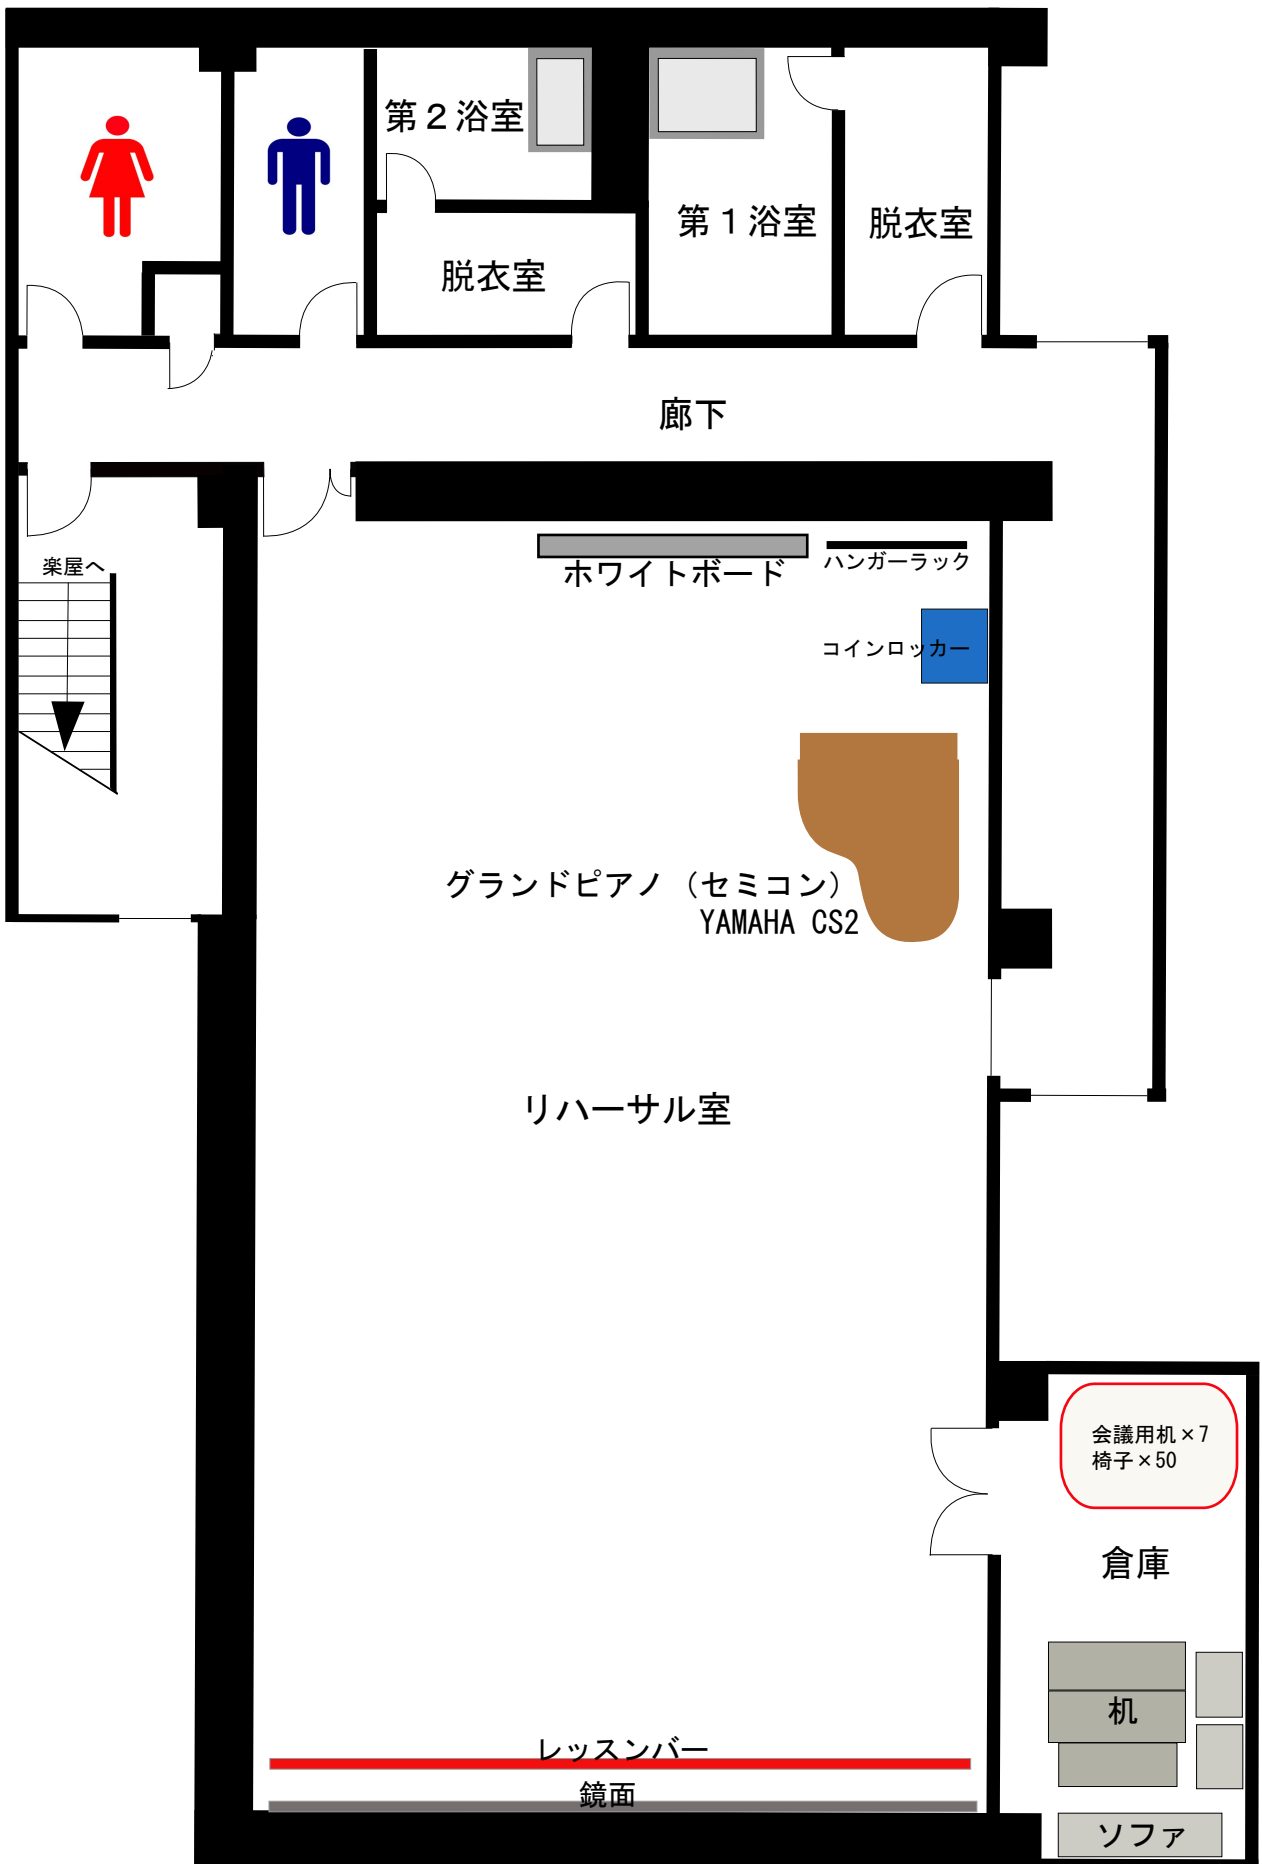 第２浴室
第１浴室
脱衣室
脱衣室
廊下
楽屋へ
ホワイトボード
ハンガーラック
コインロッカー
グランドピアノ（セミコン）
YAMAHA CS2
リハーサル室
会議用机×7
椅子×50
倉庫
机
レッスンバー
鏡面
ソファ